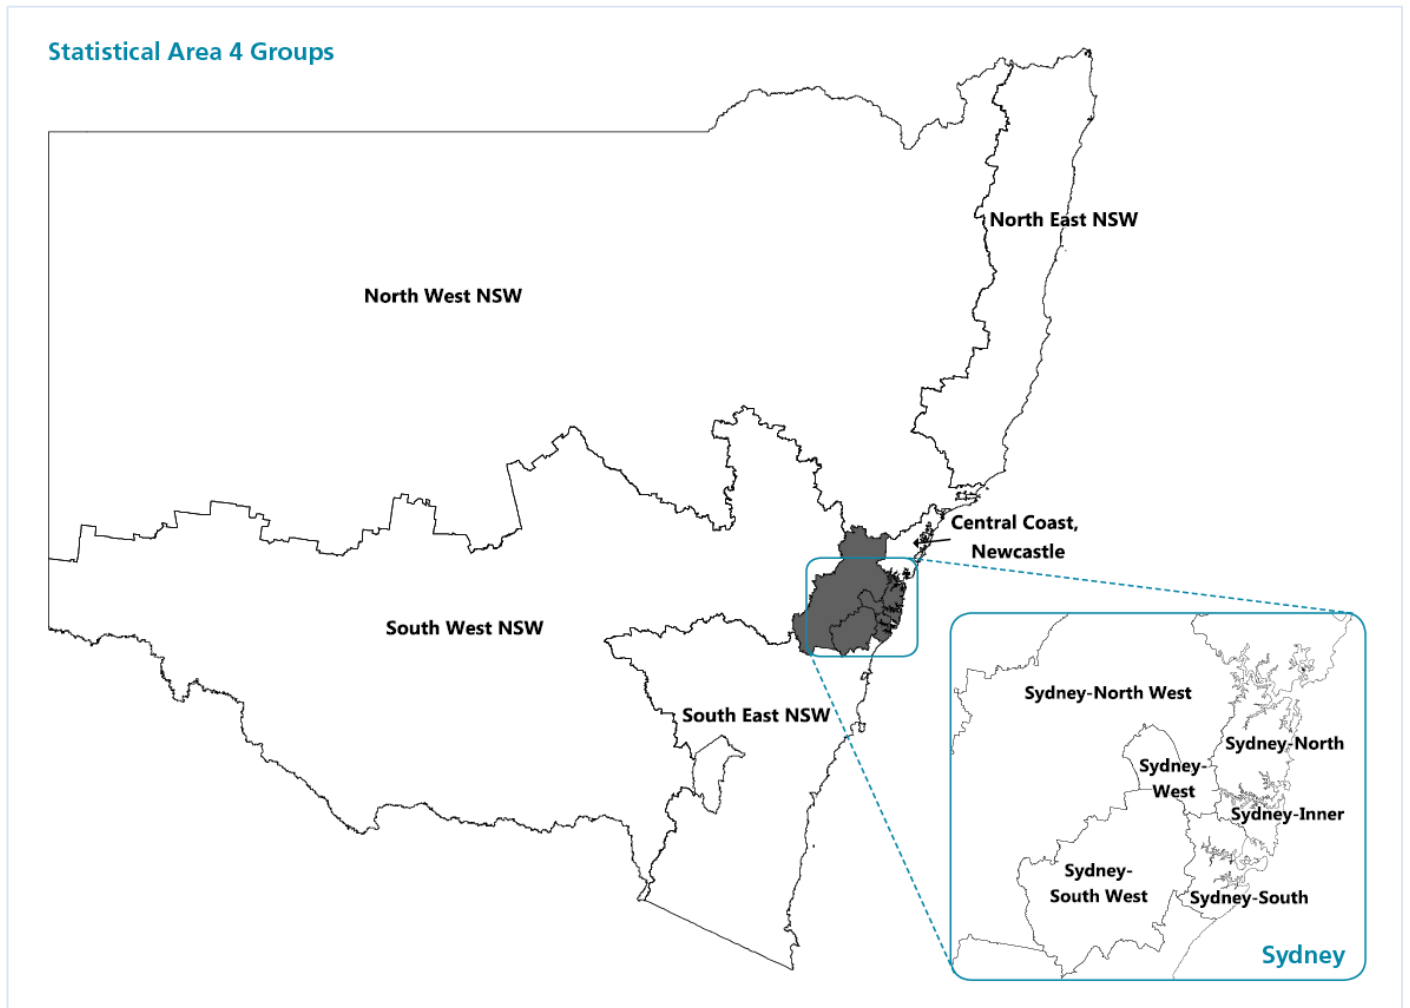 Statistical Area 4 Groups
North East NSW
North West NSW
Central Coast,
Newcastle
South West NSW
South East NSW
Sydney-North West
Sydney-North
Sydney-
West
Sydney-Inner
Sydney-
South West
Sydney-South
Sydney